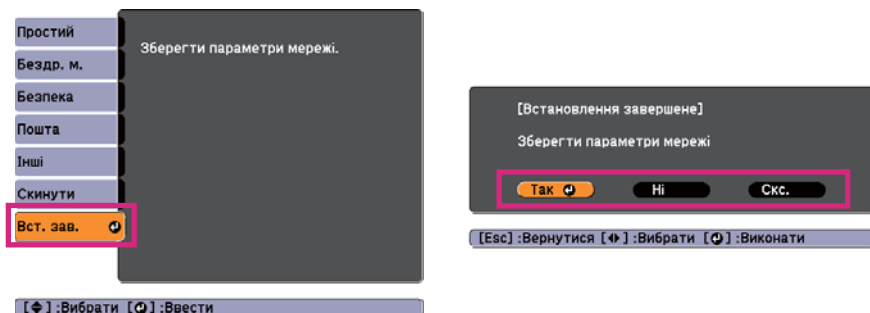 Простий
Бездр. м.
Безпека
Пошта
Інші
Скинути
Вст. зав.
Зберегти параметри мережі.
[ ] :Вибрати [ ] :Ввести
[Встановлення завершене]
Зберегти параметри мережі
Так Ні Скс.
[Esc] :Вернутися [ ] :Вибрати [ ] :Виконати